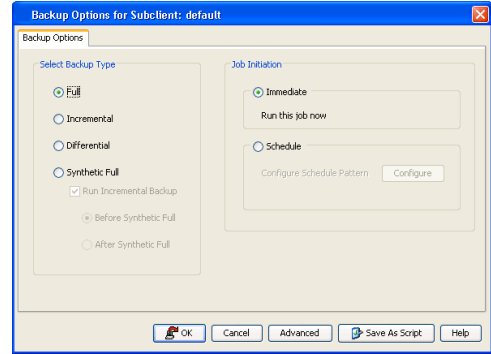 Backup Options for Subclient: default
Backup Options
Select Backup Type
Full
Incremental
Differential
Synthetic Full
Run Incremental Backup
Before Synthetic Full
After Synthetic Full
Job Initiation
Immediate
Run this job now
Schedule
Configure Schedule Pattern
Configure
OK
Cancel
Advanced
Save As Script
Help